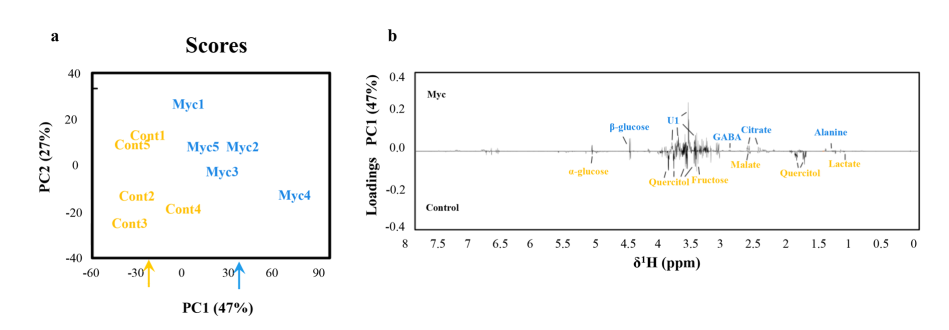 a
Scores
PC2 (27%)
40
20
0
-20
-40
Myc1
Cont1
Cont5
Myc5
Myc2
Myc3
Cont2
Myc4
Cont4
Cont3
-60
-30
0
30
60
90
PC1 (47%)
b
Loadings PC1 (47%)
0.4
0.2
0.0
-0.2
-0.4
Myc
U1
β-glucose
GABA
Citrate
Alanine
α-glucose
Quercitol
Fructose
Malate
Quercitol
Lactate
Control
8
7.5
6
5.5
5
4.5
4
3.5
3
2.5
2
1.5
1
0.5
0
δ¹H (ppm)